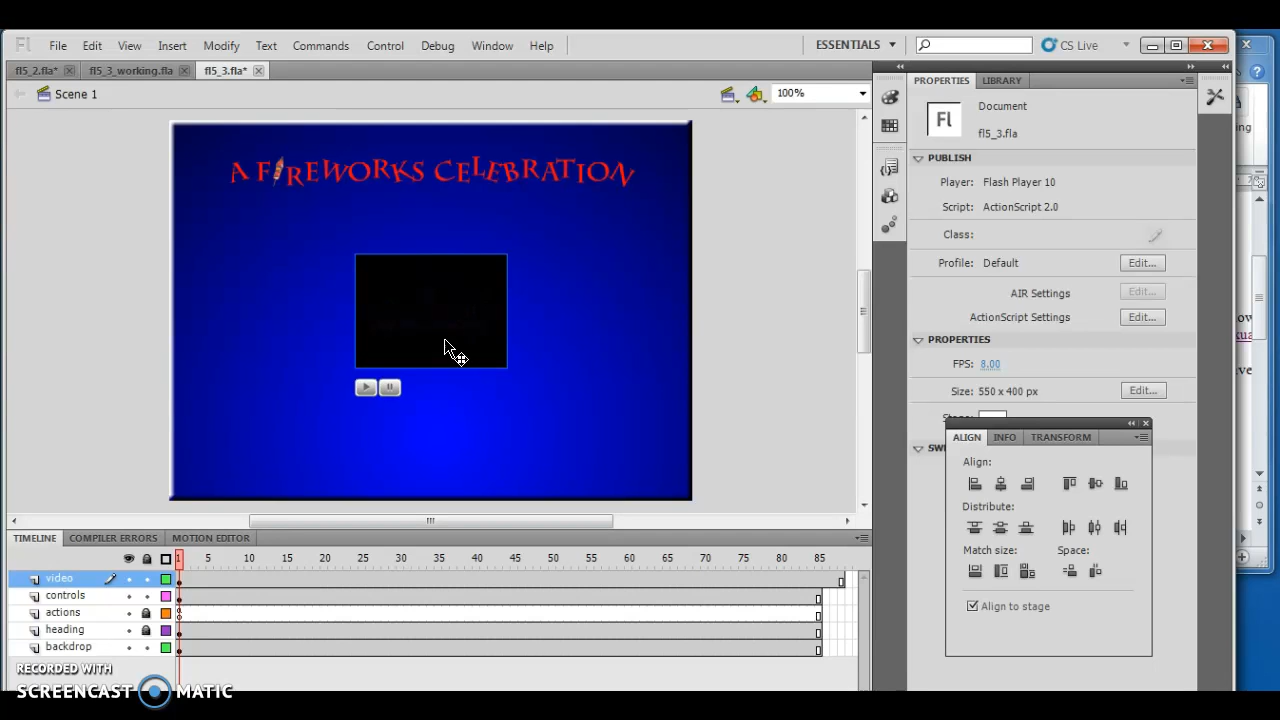 Fl File Edit View Insert Modify Text Commands Control Debug Window Help ESSENTIALS CS Live
fl5_2.fla* fl5_3_working.fla fl5_3.fla* PROPERTIES LIBRARY
Scene 1 100%
Document
Fl
fl5_3.fla
PUBLISH
A FIREWORKS CELEBRATION
Player: Flash Player 10
Script: ActionScript 2.0
Class:
Profile: Default Edit...
AIR Settings Edit...
ActionScript Settings Edit...
PROPERTIES
FPS: 8.00
Size: 550 x 400 px Edit...
ALIGN INFO TRANSFORM
Align:
Distribute:
Match size: Space:
Align to stage
TIMELINE COMPILER ERRORS MOTION EDITOR
1 5 10 15 20 25 30 35 40 45 50 55 60 65 70 75 80 85
video
controls
actions
heading
backdrop
RECORDED WITH
SCREENCAST MATIC